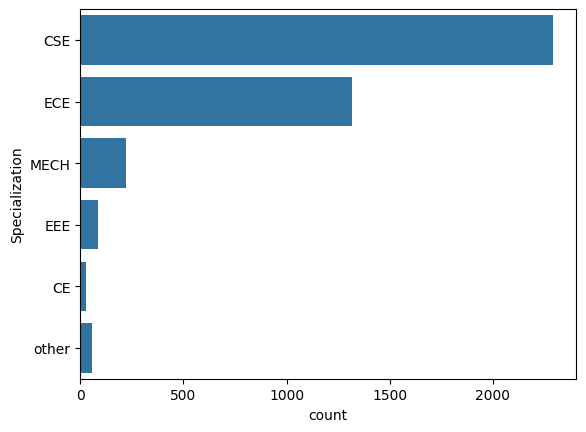 CSE
ECE
MECH
EEE
CE
other
Specialization
0 500 1000 1500 2000
count